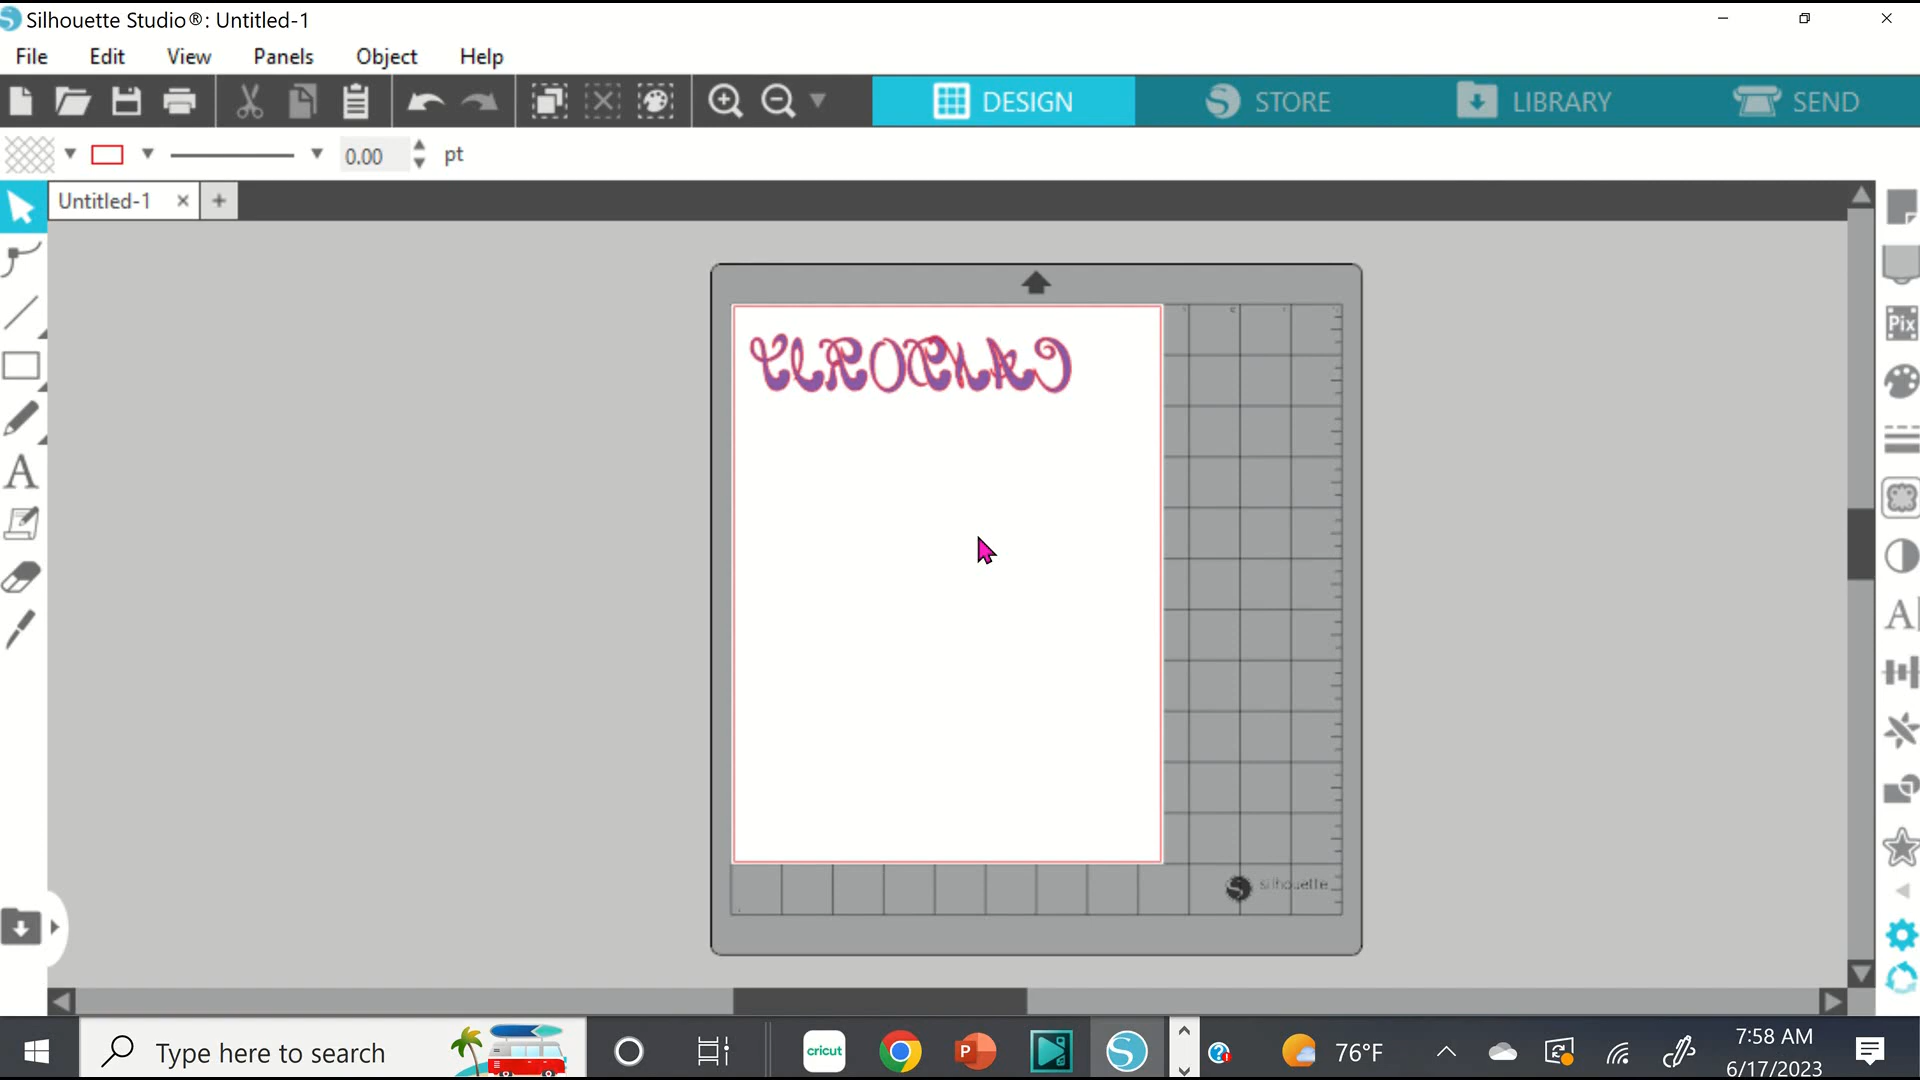 Silhouette Studio®: Untitled-1
File Edit View Panels Object Help
DESIGN STORE LIBRARY SEND
0.00 pt
Untitled-1
Pix
A
A
silhouette
Type here to search
cricut
P
76°F
7:58 AM
6/17/2023